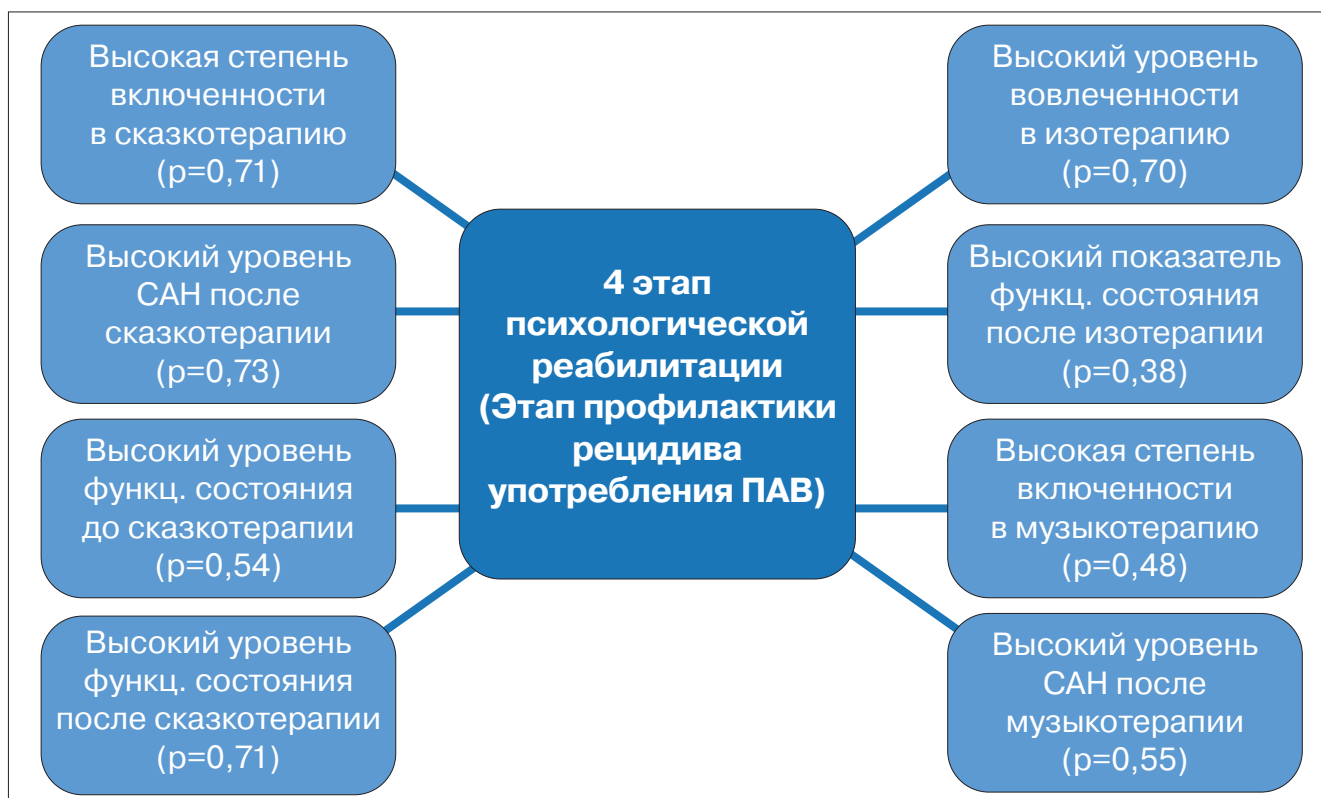 Высокая степень
включенности
в сказкотерапию
(р=0,71)
Высокий уровень
САН после
сказкотерапии
(р=0,73)
Высокий уровень
функц. состояния
до сказкотерапии
(р=0,54)
Высокий уровень
функц. состояния
после сказкотерапии
(р=0,71)
4 этап
психологической
реабилитации
(Этап профилактики
рецидива
употребления ПАВ)
Высокий уровень
вовлеченности
в изотерапию
(р=0,70)
Высокий показатель
функц. состояния
после изотерапии
(р=0,38)
Высокая степень
включенности
в музыкотерапию
(р=0,48)
Высокий уровень
САН после
музыкотерапии
(р=0,55)